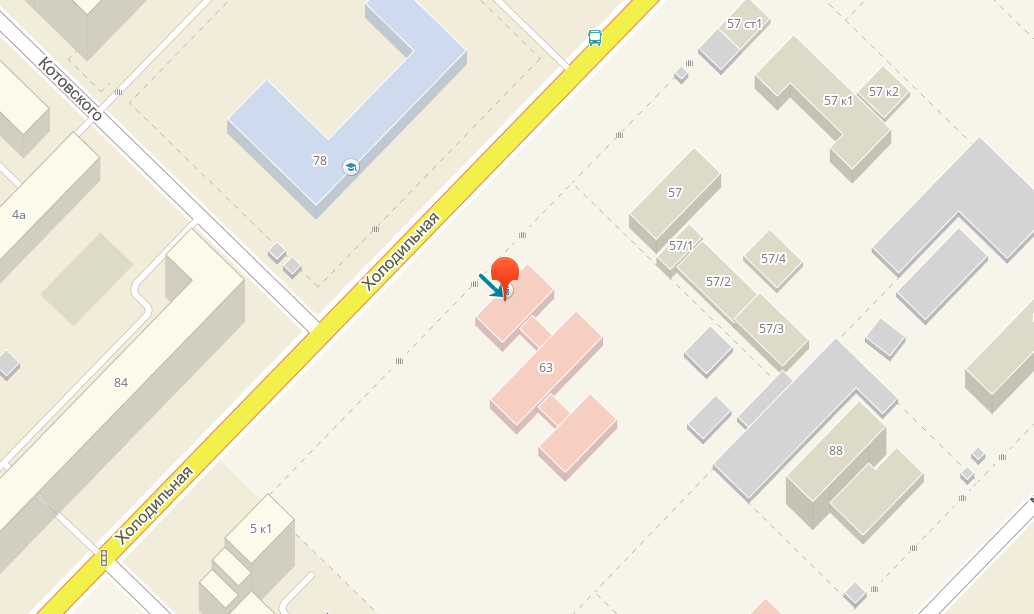 57 ст1
Котовского
57 к2
57 к1
78
57
4а
Холодильная
57/1
57/4
57/2
57/3
63
84
88
Холодильная
5 к1